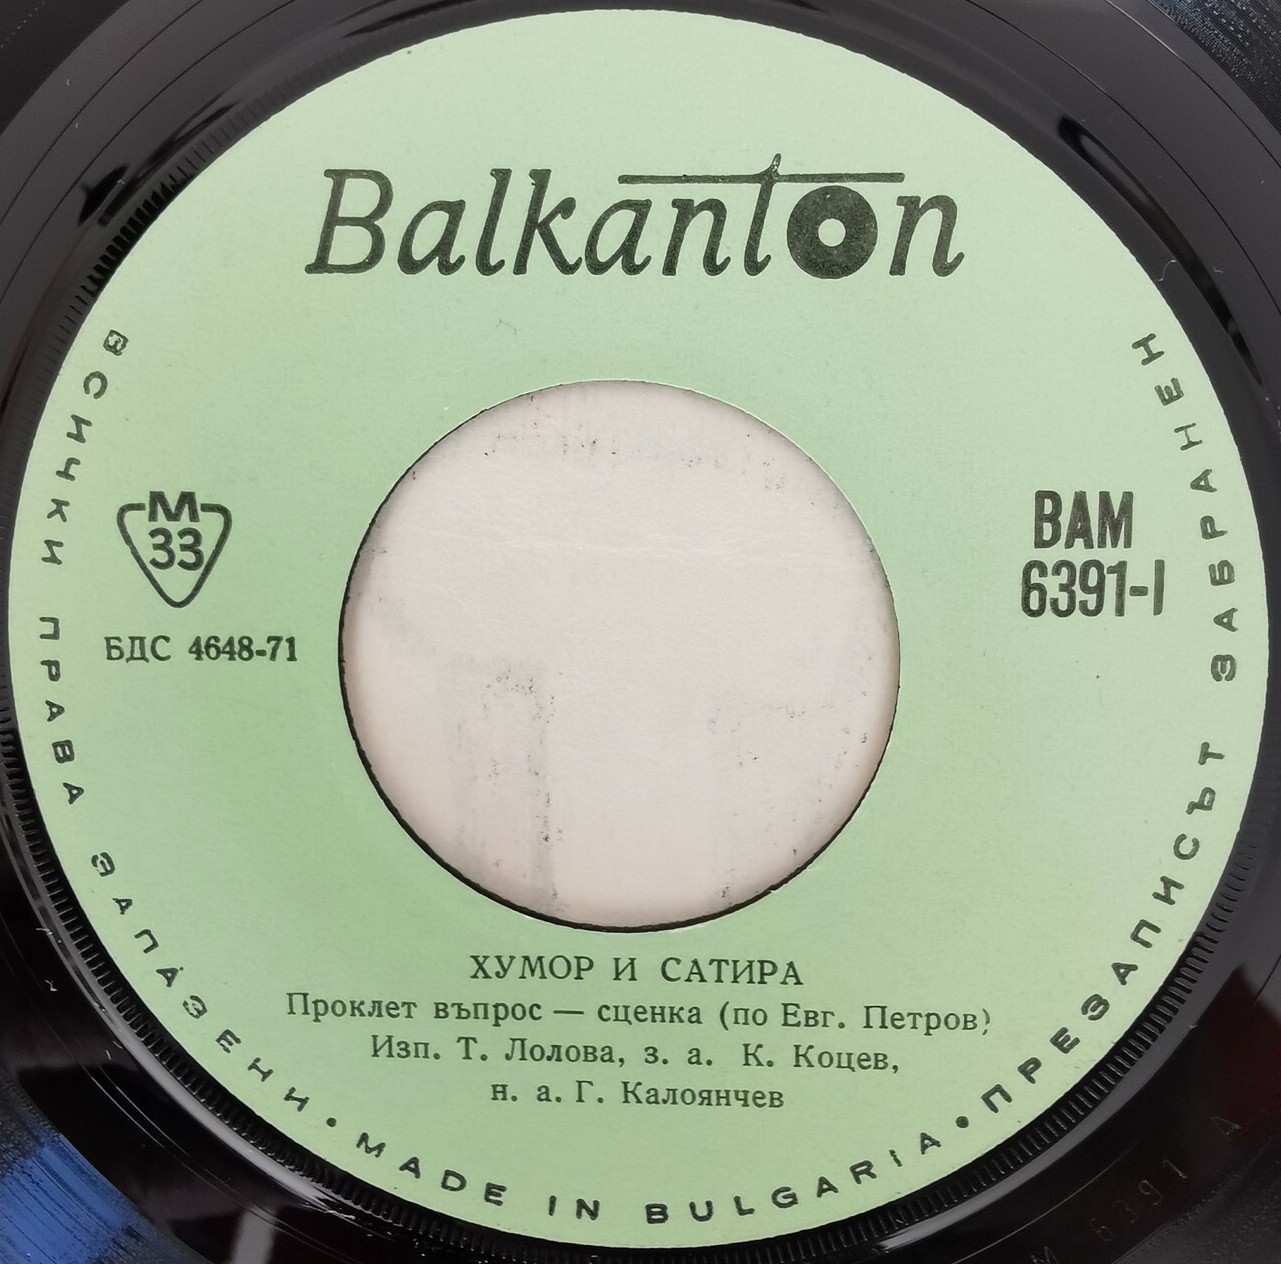 Balkanton
M
33
БДС 4648-71
ВАМ
6391-I
ХУМОР И САТИРА
Проклет въпрос — сценка (по Евг. Петров)
Изп. Т. Лолова, з. а. К. Коцев,
н. а. Г. Калоянчев
ВСИЧКИ ПРАВА ЗАПАЗЕНИ • MADE IN BULGARIA • ПРЕЗАПИСЪТ ЗАБРАНЕН
M 6391 A